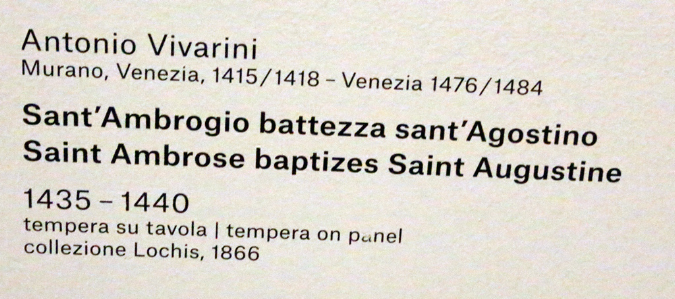 Antonio Vivarini
Murano, Venezia, 1415/1418 – Venezia 1476/1484
Sant'Ambrogio battezza sant'Agostino
Saint Ambrose baptizes Saint Augustine
1435 – 1440
tempera su tavola | tempera on panel
collezione Lochis, 1866